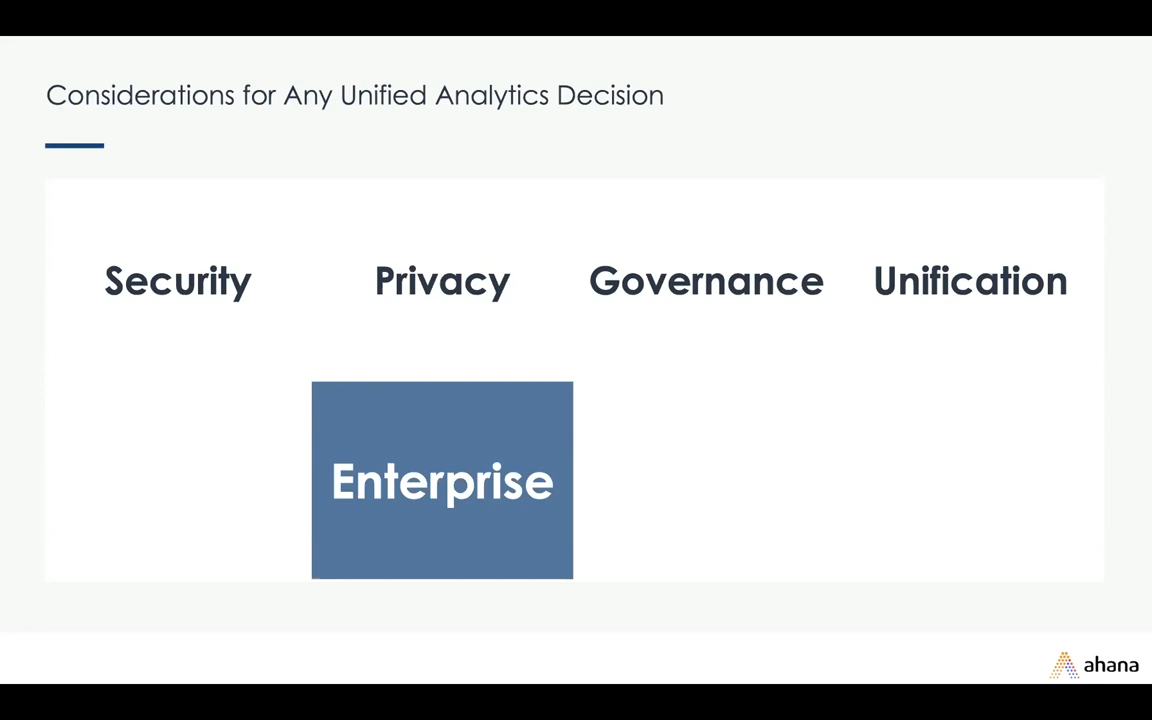 Considerations for Any Unified Analytics Decision
Security Privacy Governance Unification
Enterprise
ahana